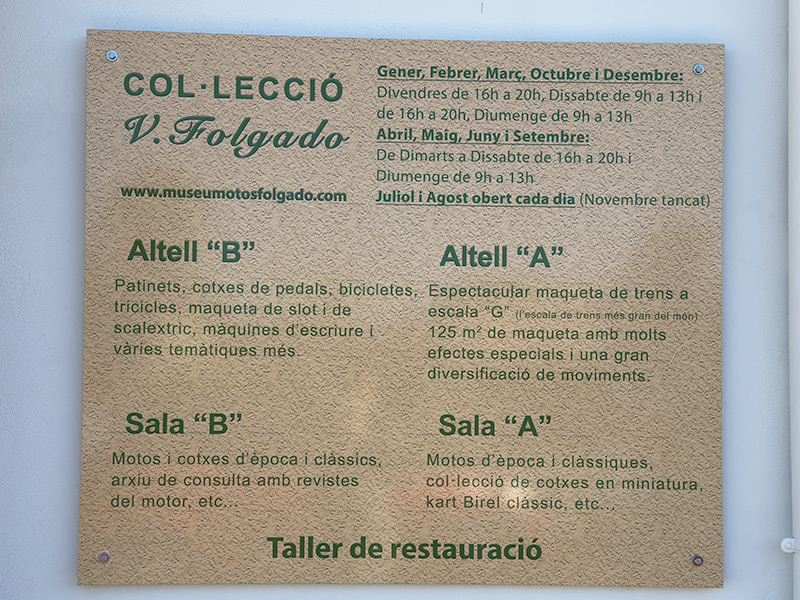 COL·LECCIÓ
V. Folgado
www.museumotosfolgado.com
Gener, Febrer, Març, Octubre i Desembre:
Divendres de 16h a 20h, Dissabte de 9h a 13h i
de 16h a 20h, Diumenge de 9h a 13h
Abril, Maig, Juny i Setembre:
De Dimarts a Dissabte de 16h a 20h i
Diumenge de 9h a 13h
Juliol i Agost obert cada dia (Novembre tancat)
Altell “B”
Patinets, cotxes de pedals, bicicletes,
tricicles, maqueta de slot i de
scalextric, màquines d’escriure i
vàries temàtiques més.
Altell “A”
Espectacular maqueta de trens a
escala “G” (l’escala de trens més gran del món)
125 m² de maqueta amb molts
efectes especials i una gran
diversificació de moviments.
Sala “B”
Motos i cotxes d’època i clàssics,
arxiu de consulta amb revistes
del motor, etc...
Sala “A”
Motos d’època i clàssiques,
col·lecció de cotxes en miniatura,
kart Birel clàssic, etc...
Taller de restauració